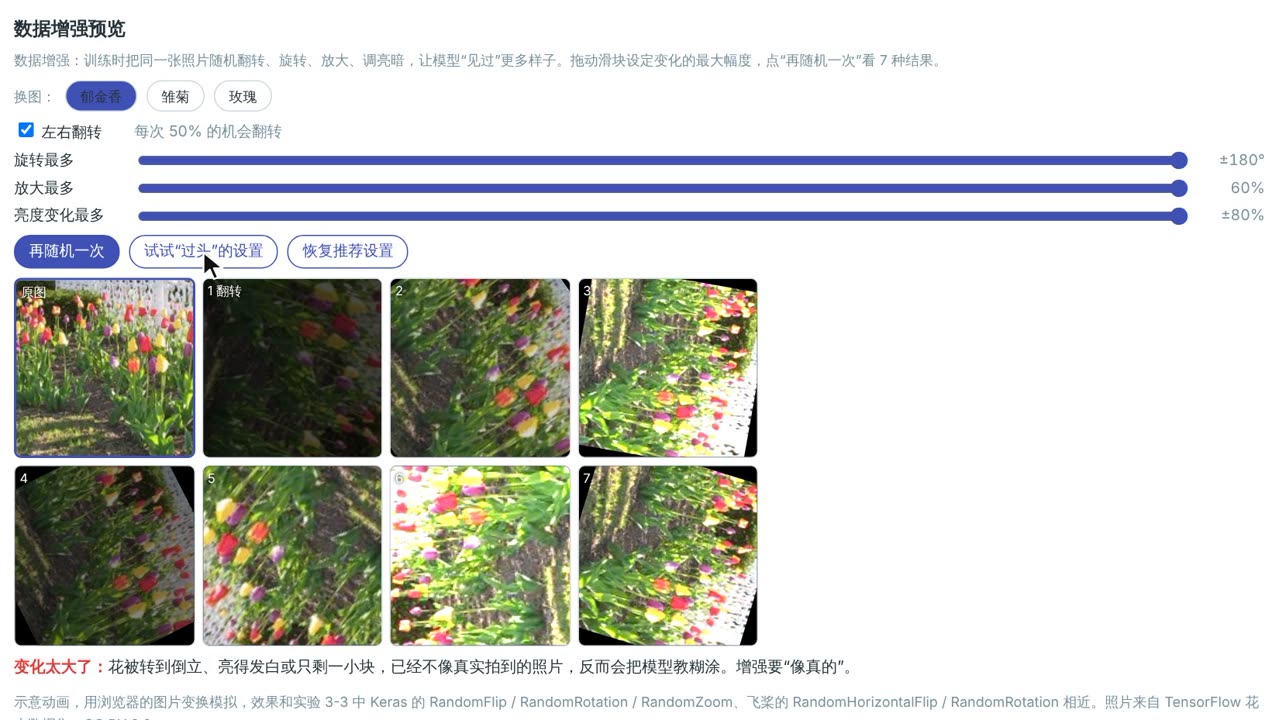 数据增强预览
数据增强：训练时把同一张照片随机翻转、旋转、放大、调亮暗，让模型“见过”更多样子。拖动滑块设定变化的最大幅度，点“再随机一次”看 7 种结果。
换图： 郁金香 雏菊 玫瑰
左右翻转 每次 50% 的机会翻转
旋转最多 ±180°
放大最多 60%
亮度变化最多 ±80%
再随机一次 试试“过头”的设置 恢复推荐设置
原图 1 翻转 2 3
4 5 6 7
变化太大了：花被转到倒立、亮得发白或只剩一小块，已经不像真实拍到的照片，反而会把模型教糊涂。增强要“像真的”。
示意动画，用浏览器的图片变换模拟，效果和实验 3-3 中 Keras 的 RandomFlip / RandomRotation / RandomZoom、飞桨的 RandomHorizontalFlip / RandomRotation 相近。照片来自 TensorFlow 花